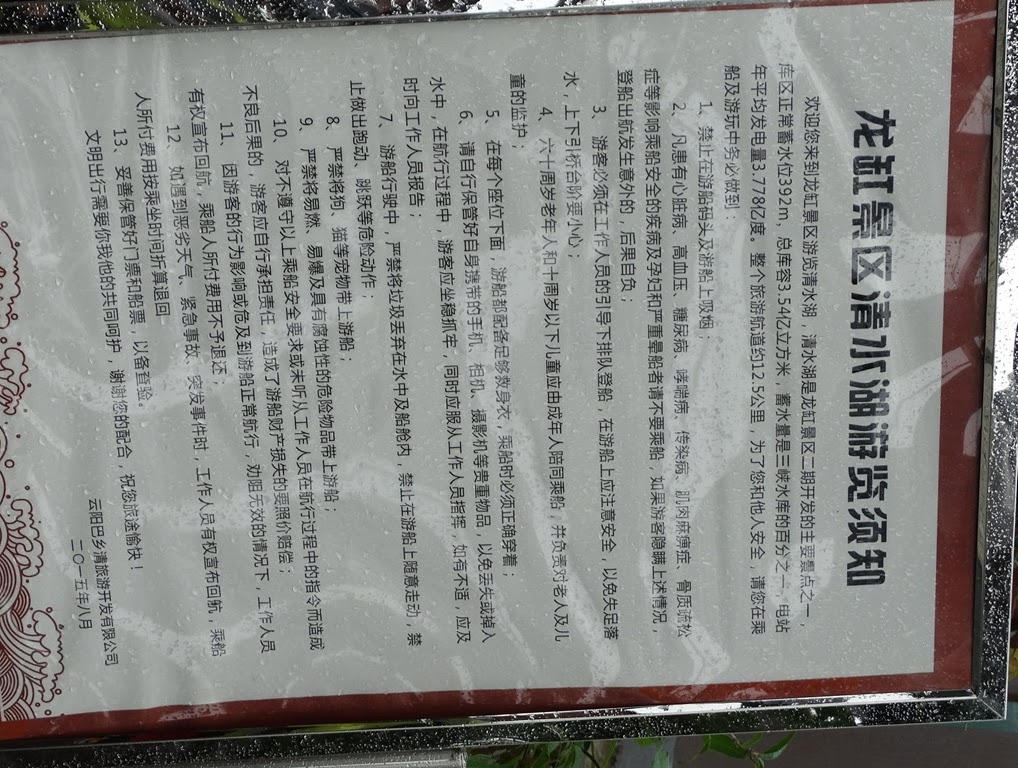 龙缸景区清水湖游览须知
欢迎您来到龙缸景区游览清水湖，清水湖是龙缸景区二期开发的主要景点之一，
库区正常蓄水位392m，总库容3.54亿立方米，蓄水量是三峡水库的百分之一，电站
年平均发电量3.778亿度。整个旅游航道约12.5公里，为了您和他人安全，请您在乘
船及游玩中务必做到：
1、禁止在游船码头及游船上吸烟；
2、凡患有心脏病、高血压、糖尿病、哮喘病、传染病、肌肉麻痹症、骨质疏松
症等影响乘船安全的疾病及孕妇和严重晕船者请不要乘船，如果游客隐瞒上述情况，
登船出航发生意外的，后果自负；
3、游客必须在工作人员的引导下排队登船，在游船上应注意安全，以免失足落
水，上下引桥台阶要小心；
4、六十周岁老年人和十周岁以下儿童应由成年人陪同乘船，并负责对老人及儿
童的监护；
5、在每个座位下面，游船都配备足够救身衣，乘船时必须正确穿着；
6、请自行保管好自身携带的手机、相机、摄影机等贵重物品，以免丢失或掉入
水中，在航行过程中，游客应坐稳抓牢，同时应服从工作人员指挥，如有不适，应及
时向工作人员报告；
7、游船行驶中，严禁将垃圾丢弃在水中及船舱内，禁止在游船上随意走动，禁
止做出跑动、跳跃等危险动作；
8、严禁将狗、猫等宠物带上游船；
9、严禁将易燃、易爆及具有腐蚀性的危险物品带上游船；
10、对不遵守以上乘船安全要求或未听从工作人员在航行过程中的指令而造成
不良后果的，游客应自行承担责任，造成了游船财产损失的要照价赔偿；
11、因游客的行为影响或危及到游船正常航行，劝阻无效的情况下，工作人员
有权宣布回航，乘船人所付费用不予退还；
12、如遇到恶劣天气、紧急事故、突发事件时，工作人员有权宣布回航，乘船
人所付费用按乘坐时间折算退回。
13、妥善保管好门票和船票，以备查验。
文明出行需要你我他的共同呵护，谢谢您的配合，祝您旅途愉快！
云阳巴乡清旅游开发有限公司
二〇一五年八月